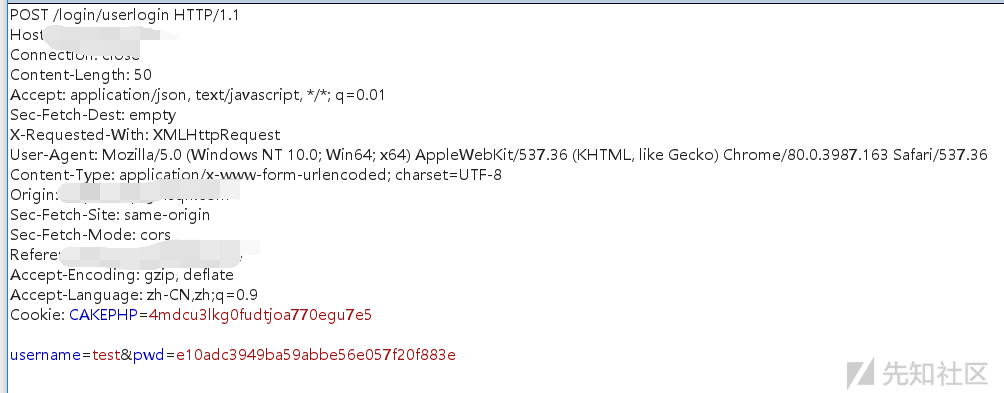 POST /login/userlogin HTTP/1.1
Host
Connection: close
Content-Length: 50
Accept: application/json, text/javascript, */*; q=0.01
Sec-Fetch-Dest: empty
X-Requested-With: XMLHttpRequest
User-Agent: Mozilla/5.0 (Windows NT 10.0; Win64; x64) AppleWebKit/537.36 (KHTML, like Gecko) Chrome/80.0.3987.163 Safari/537.36
Content-Type: application/x-www-form-urlencoded; charset=UTF-8
Origin:
Sec-Fetch-Site: same-origin
Sec-Fetch-Mode: cors
Referer
Accept-Encoding: gzip, deflate
Accept-Language: zh-CN,zh;q=0.9
Cookie: CAKEPHP=4mdcu3lkg0fudtjoa770egu7e5
username=test&pwd=e10adc3949ba59abbe56e057f20f883e
先知社区